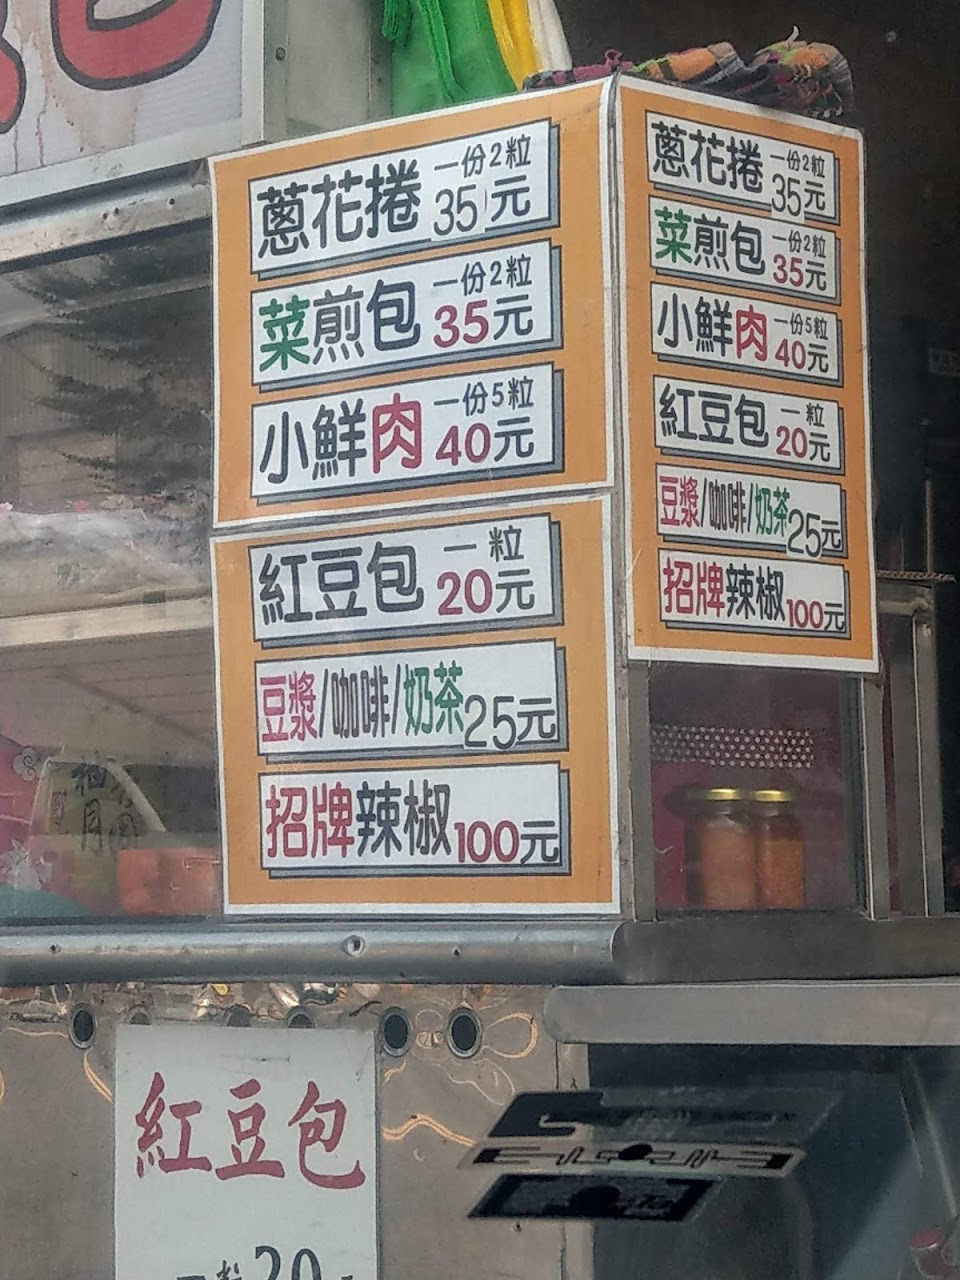 蔥花捲 一份2粒
35元
菜煎包 一份2粒
35元
小鮮肉 一份5粒
40元
紅豆包 一粒
20元
豆漿/咖啡/奶茶25元
招牌辣椒100元
蔥花捲 一份2粒
35元
菜煎包 一份2粒
35元
小鮮肉 一份5粒
40元
紅豆包 一粒
20元
豆漿/咖啡/奶茶25元
招牌辣椒100元
紅豆包
一粒20元